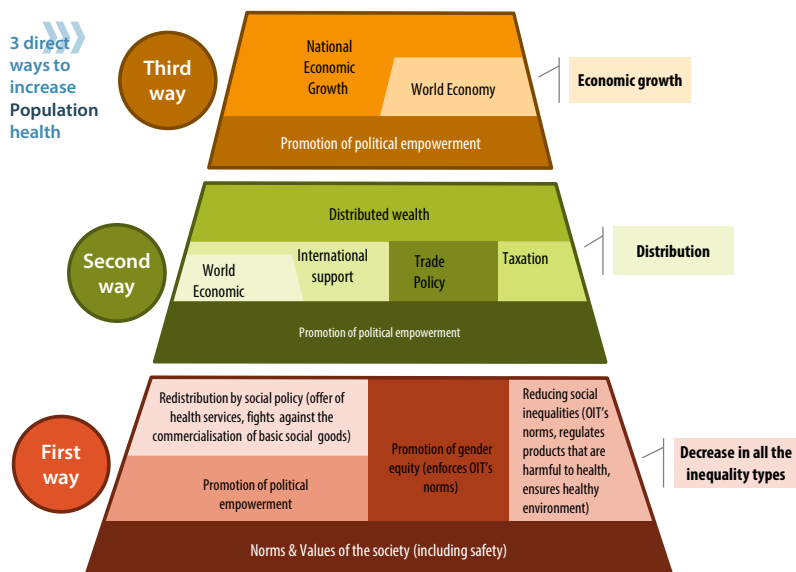 3 direct
ways to
increase
Population
health
Third
way
National
Economic
Growth
World Economy
Promotion of political empowerment
Economic growth
Second
way
Distributed wealth
World
Economic
International
support
Trade
Policy
Taxation
Promotion of political empowerment
Distribution
First
way
Redistribution by social policy (offer of
health services, fights against the
commercialisation of basic social goods)
Promotion of political
empowerment
Promotion of gender
equity (enforces OIT's
norms)
Reducing social
inequalities (OIT's
norms, regulates
products that are
harmful to health,
ensures healthy
environment)
Norms & Values of the society (including safety)
Decrease in all the
inequality types